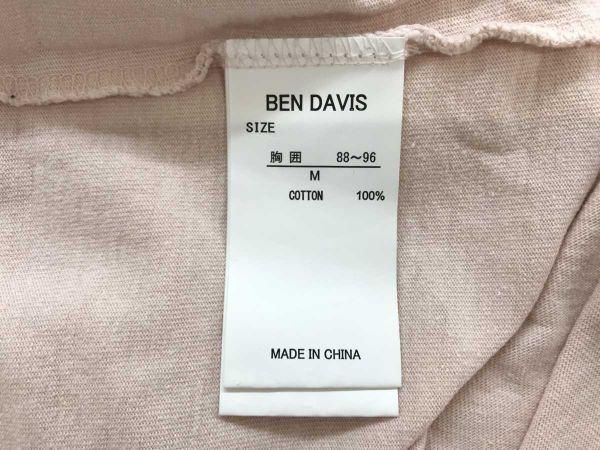 BEN DAVIS
SIZE
胸囲 88〜96
M
COTTON 100%
MADE IN CHINA